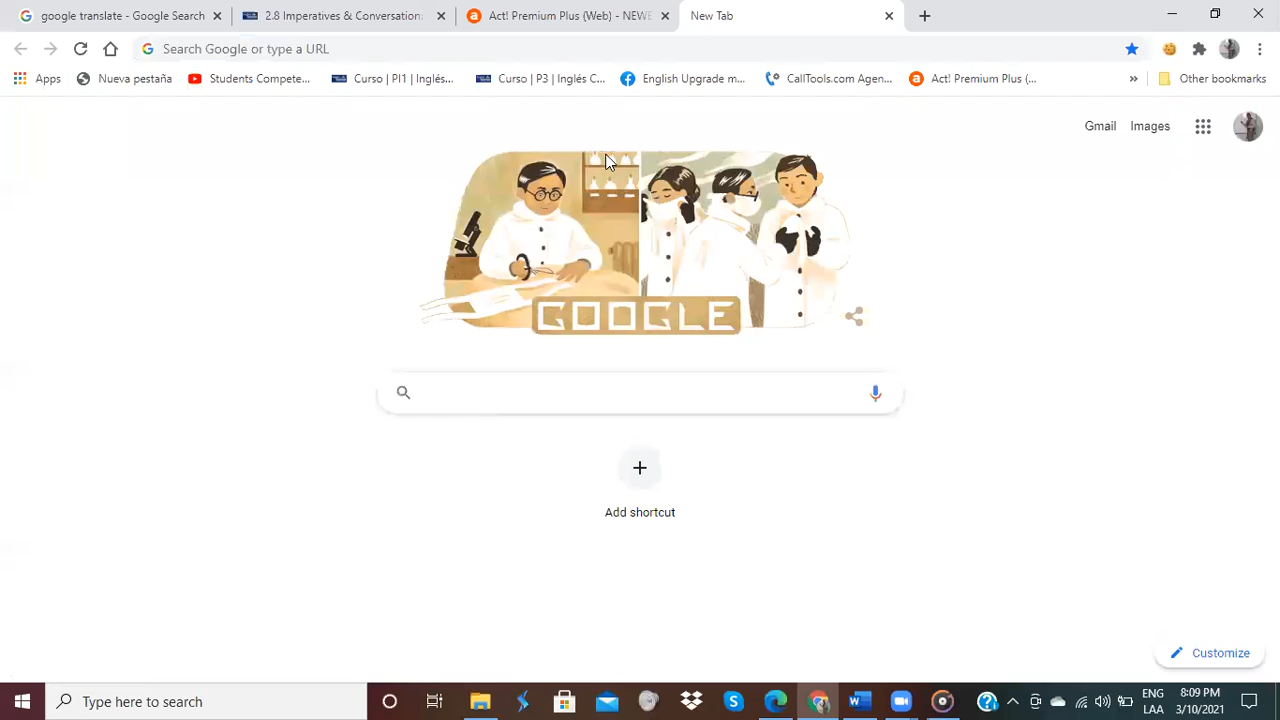 google translate - Google Search
2.8 Imperatives & Conversation
Act! Premium Plus (Web) - NEWE
New Tab
Search Google or type a URL
Apps
Nueva pestaña
Students Compete...
Curso | PI1 | Inglés...
Curso | P3 | Inglés C...
English Upgrad m...
CallTools.com Agen...
Act! Premium Plus (...
»
Other bookmarks
Gmail
Images
GOOGLE
Add shortcut
Customize
Type here to search
ENG
LAA
8:09 PM
3/10/2021